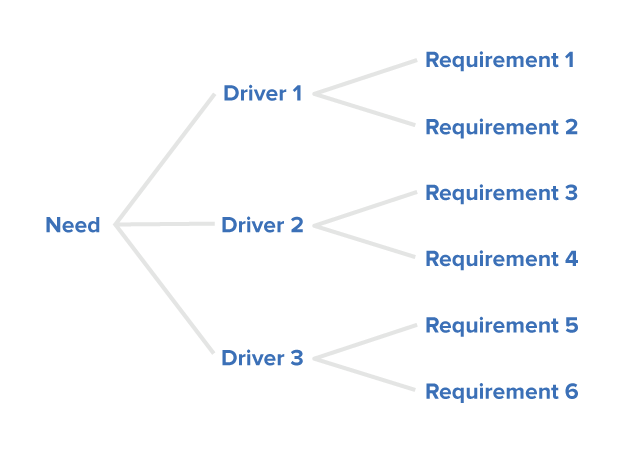 Need
Driver 1
Requirement 1
Requirement 2
Driver 2
Requirement 3
Requirement 4
Driver 3
Requirement 5
Requirement 6